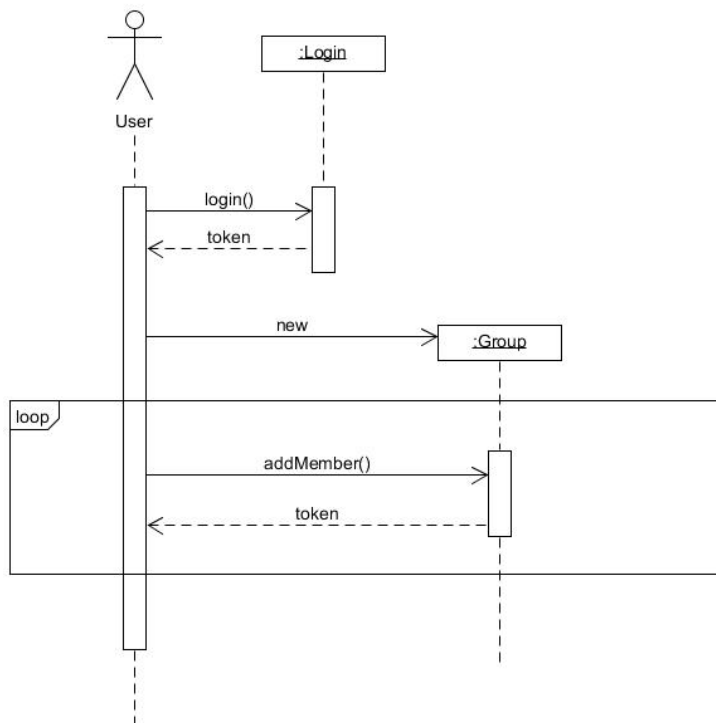 :Login
User
login()
token
new
:Group
loop
addMember()
token